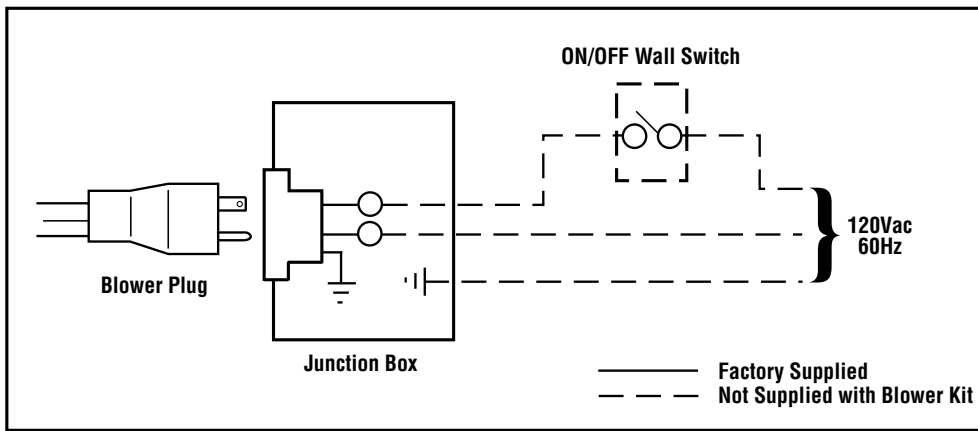 ON/OFF Wall Switch
120Vac
60Hz
Blower Plug
Junction Box
Factory Supplied
Not Supplied with Blower Kit